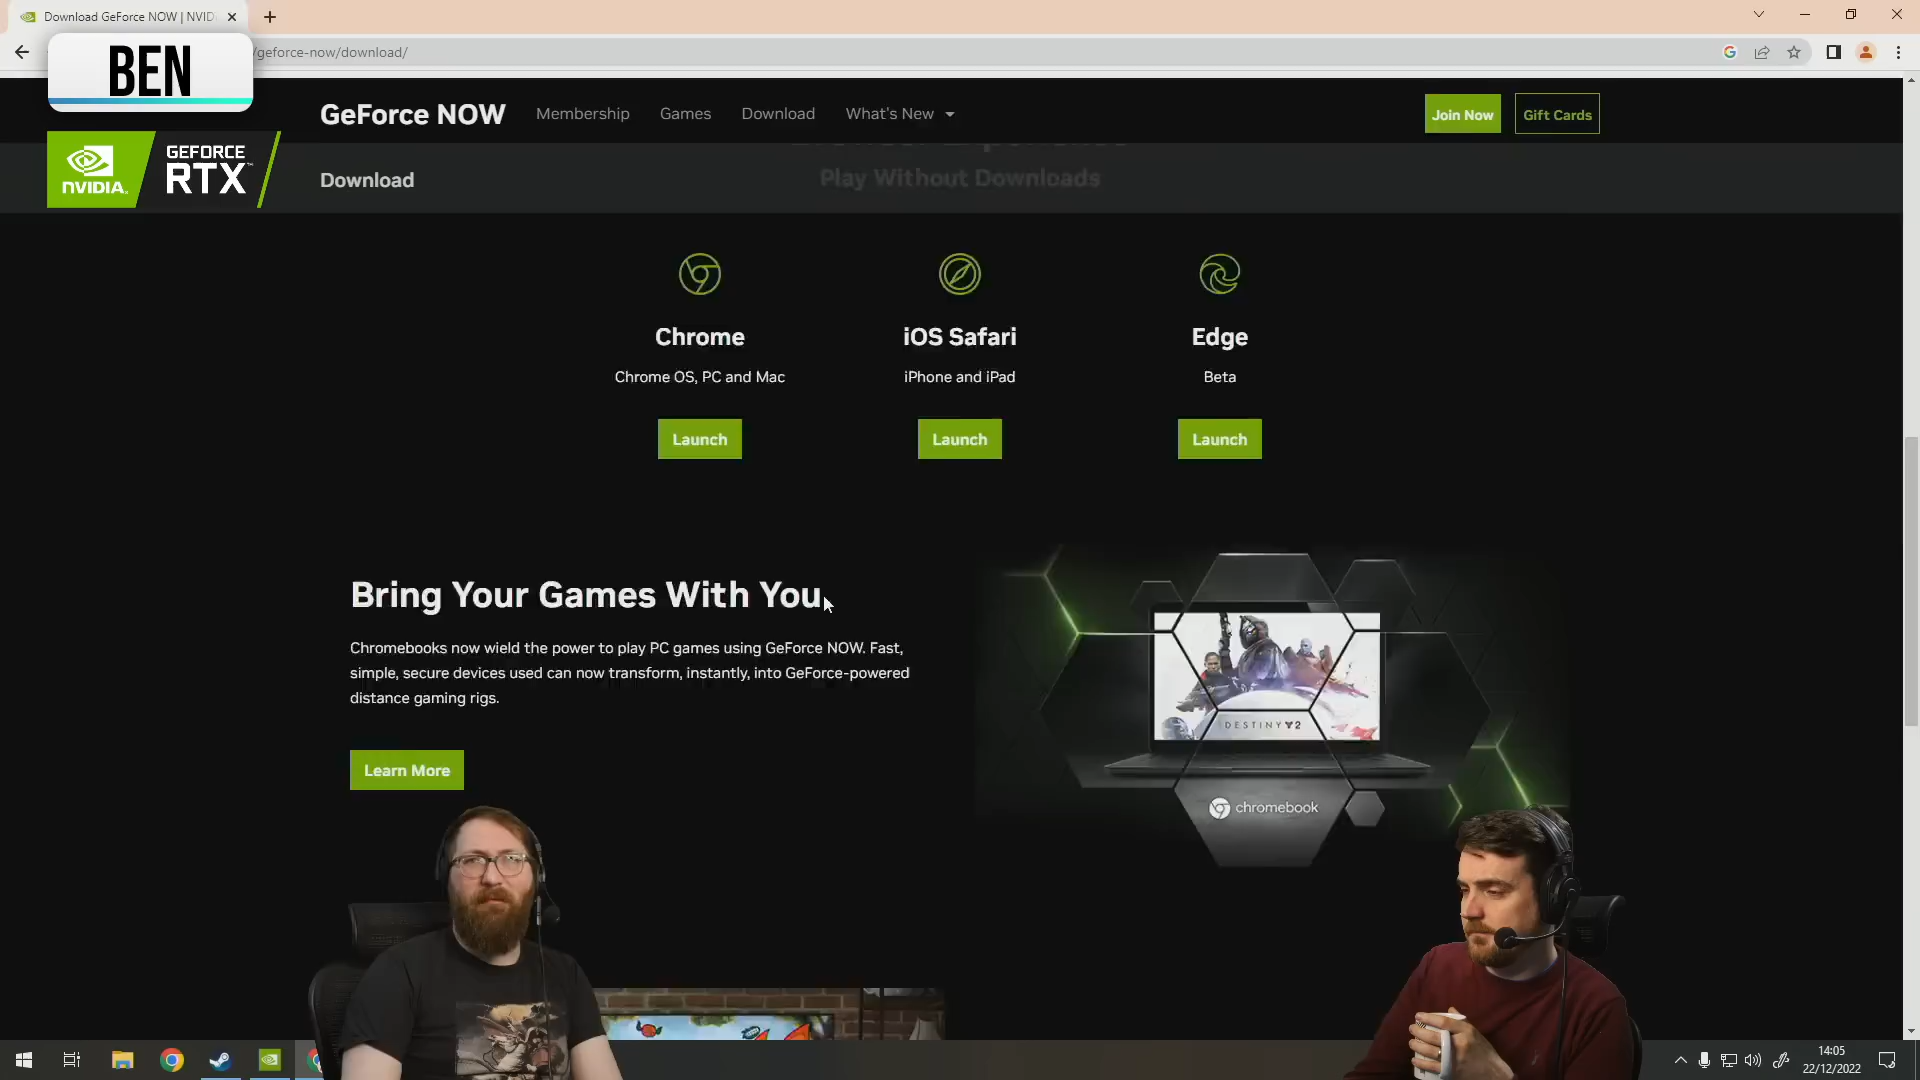 Download GeForce NOW | NVID
BEN
/geforce-now/download/
GeForce NOW
Membership
Games
Download
What's New
Join Now
Gift Cards
NVIDIA
GEFORCE
RTX
Download
Play Without Downloads
Chrome
iOS Safari
Edge
Chrome OS, PC and Mac
iPhone and iPad
Beta
Launch
Launch
Launch
Bring Your Games With You
Chromebooks now wield the power to play PC games using GeForce NOW. Fast,
simple, secure devices used can now transform, instantly, into GeForce-powered
distance gaming rigs.
Learn More
DESTINY 2
chromebook
14:05
22/12/2022